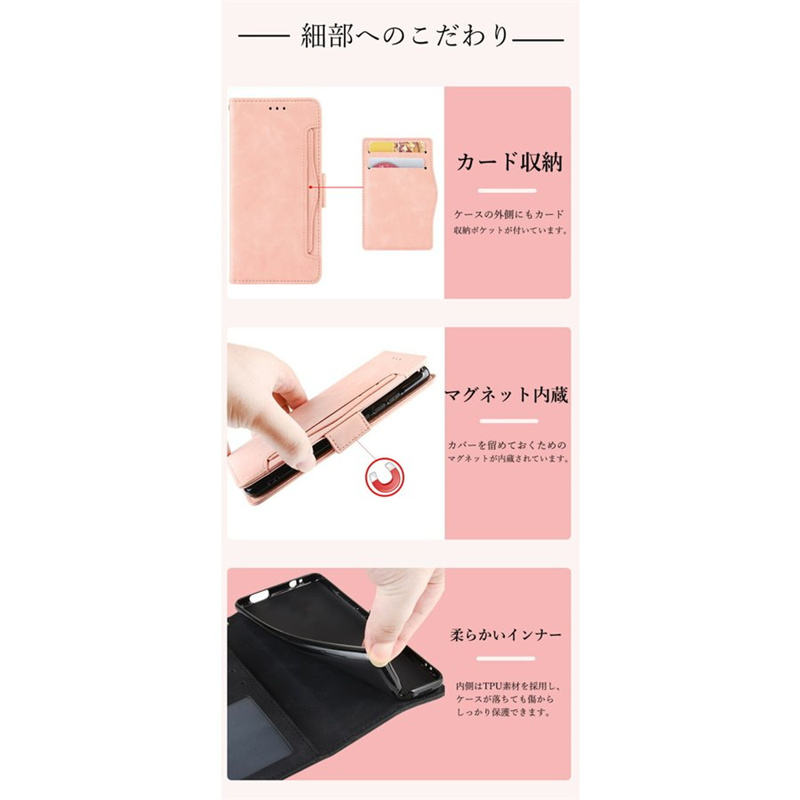 細部へのこだわり
カード収納
ケースの外側にもカード
収納ポケットが付いています。
マグネット内蔵
カバーを留めておくための
マグネットが内蔵されています。
柔らかいインナー
内側はTPU素材を採用し、
ケースが落ちても傷から
しっかり保護できます。